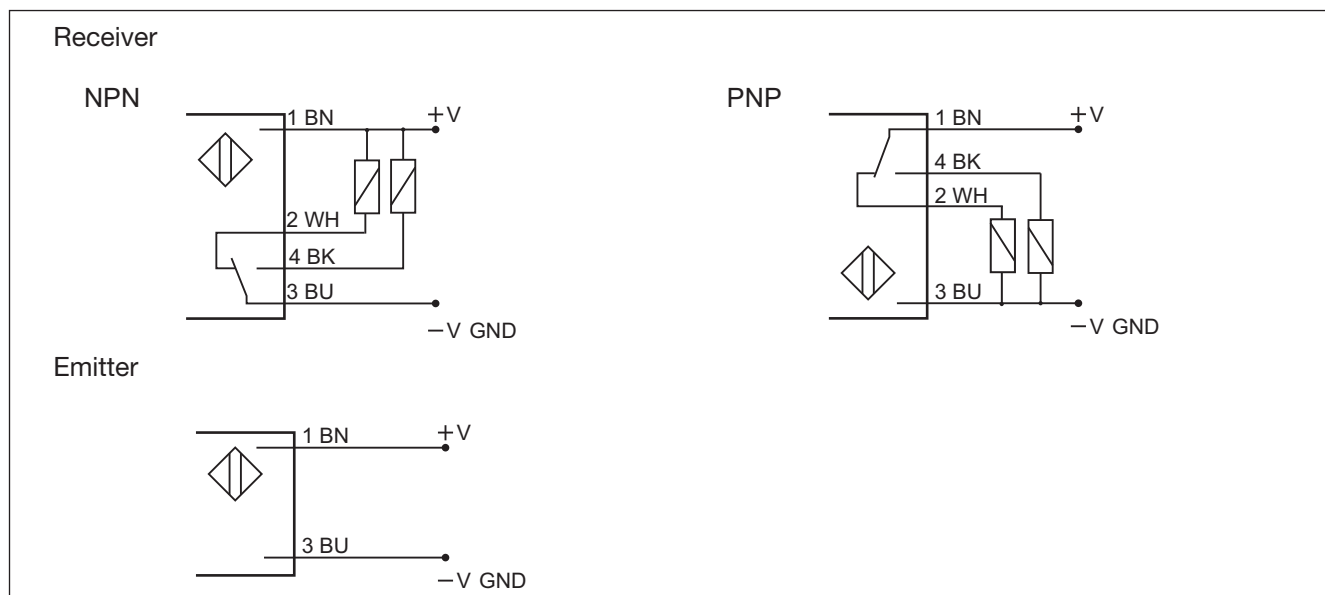 Receiver
NPN
1 BN
+V
2 WH
4 BK
3 BU
−V GND
PNP
1 BN
+V
4 BK
2 WH
3 BU
−V GND
Emitter
1 BN
+V
3 BU
−V GND